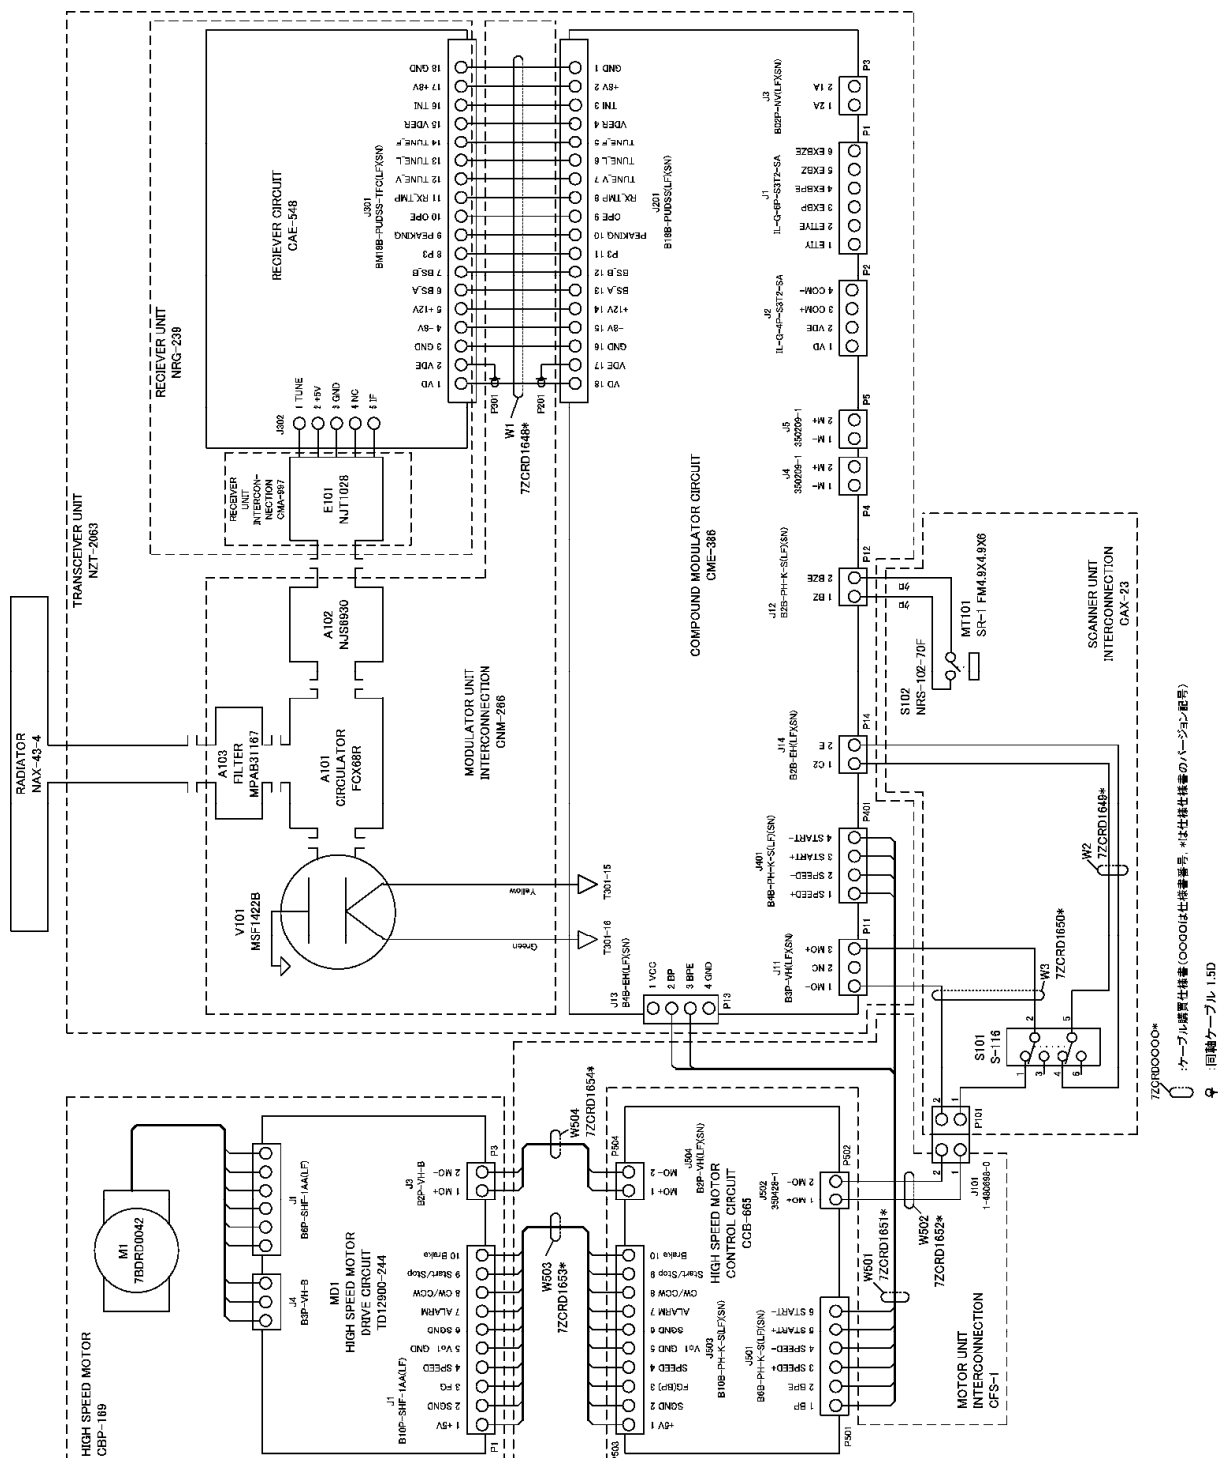 RADIATOR
NAX-43-4
TRANSCEIVER UNIT
NZT-2063
RECIEVER UNIT
NRG-239
RECIEVER CIRCUIT
CAE-548
RECEIVER
UNIT
INTERCON-
NECTION
CMA-997
E101
NJT1028
J302
1 TUNE
2 +5V
3 GND
4 NC
5 IF
J301
BM18B-PUDSS-TFC(LF)(SN)
18 GND
17 +8V
16 TNI
15 VDER
14 TUNE_F
13 TUNE_L
12 TUNE_V
11 RX_TMP
10 OPE
9 PEAKING
8 P3
7 BS_B
6 BS_A
5 +12V
4 -8V
3 GND
2 VDE
1 VD
P301
W1
7ZCRD1648*
P201
GND 1
+8V 2
TNI 3
VDER 4
TUNE_F 5
TUNE_L 6
TUNE_V 7
RX_TMP 8
OPE 9
PEAKING 10
P3 11
BS_B 12
BS_A 13
+12V 14
-8V 15
GND 16
VDE 17
VD 18
J201
B18B-PUDSS(LF)(SN)
COMPOUND MODULATOR CIRCUIT
CME-386
J3
B02P-NV(LF)(SN)
P3
2 1A
1 2A
J1
IL-G-6P-S3T2-SA
P1
6 EXBZE
5 EXBZ
4 EXBPE
3 EXBP
2 ETTYE
1 ETTY
J2
IL-G-4P-S3T2-SA
P2
4 COM-
3 COM+
2 VDE
1 VD
J5
350209-1
P5
2 M+
1 M-
J4
350209-1
P4
2 M+
1 M-
J12
B2B-PH-K-S(LF)(SN)
P12
2 BZE
1 BZ
クロ
クロ
MT101
SR-1 FM4.9X4.9X6
S102
NRS-102-70F
SCANNER UNIT
INTERCONNECTION
CAX-23
J14
B2B-EH(LF)(SN)
P14
2 E
1 C2
J401
B4B-PH-K-S(LF)(SN)
P401
4 START-
3 START+
2 SPEED-
1 SPEED+
J11
B3P-VH(LF)(SN)
P11
3 MO+
2 NC
1 MO-
J13
B4B-EH(LF)(SN)
1 VCC
2 BP
3 BPE
4 GND
P13
A102
NJS6930
A103
FILTER
MPAB31167
A101
CIRCULATOR
FCX68R
MODULATOR UNIT
INTERCONNECTION
CNM-266
V101
MSF1422B
Yellow
T301-15
Green
T301-16
W2
7ZCRD1649*
W3
7ZCRD1650*
S101
S-116
1
2
3
4
5
6
P101
2
1
J101
1-480698-0
2
1
HIGH SPEED MOTOR
CBP-169
M1
7BDRD0042
J1
B6P-SHF-1AA(LF)
J4
B3P-VH-B
MD1
HIGH SPEED MOTOR
DRIVE CIRCUIT
TD12900-244
J3
B2P-VH-B
P3
2 MO-
1 MO+
J1
B10P-SHF-1AA(LF)
P1
10 Brake
9 Start/Stop
8 CW/CCW
7 ALARM
6 SGND
5 Vol GND
4 SPEED
3 FG
2 SGND
1 +5V
W504
7ZCRD1654*
W503
7ZCRD1653*
P504
MO- 2
MO+ 1
J504
B2P-VH(LF)(SN)
HIGH SPEED MOTOR
CONTROL CIRCUIT
CCB-665
P503
Brake 10
Start/Stop 9
CW/CCW 8
ALARM 7
SGND 6
Vol GND 5
SPEED 4
FG(BP) 3
SGND 2
+5V 1
J503
B10B-PH-K-S(LF)(SN)
J502
350428-1
P502
2 MO-
1 MO+
J501
B6B-PH-K-S(LF)(SN)
P501
6 START-
5 START+
4 SPEED-
3 SPEED+
2 BPE
1 BP
W501
7ZCRD1651*
W502
7ZCRD1652*
MOTOR UNIT
INTERCONNECTION
CFS-1
7ZCRDOOOO*
:ケーブル購買仕様書(OOOOは仕様書番号、*は仕様書のバージョン記号)
:同軸ケーブル 1.5D